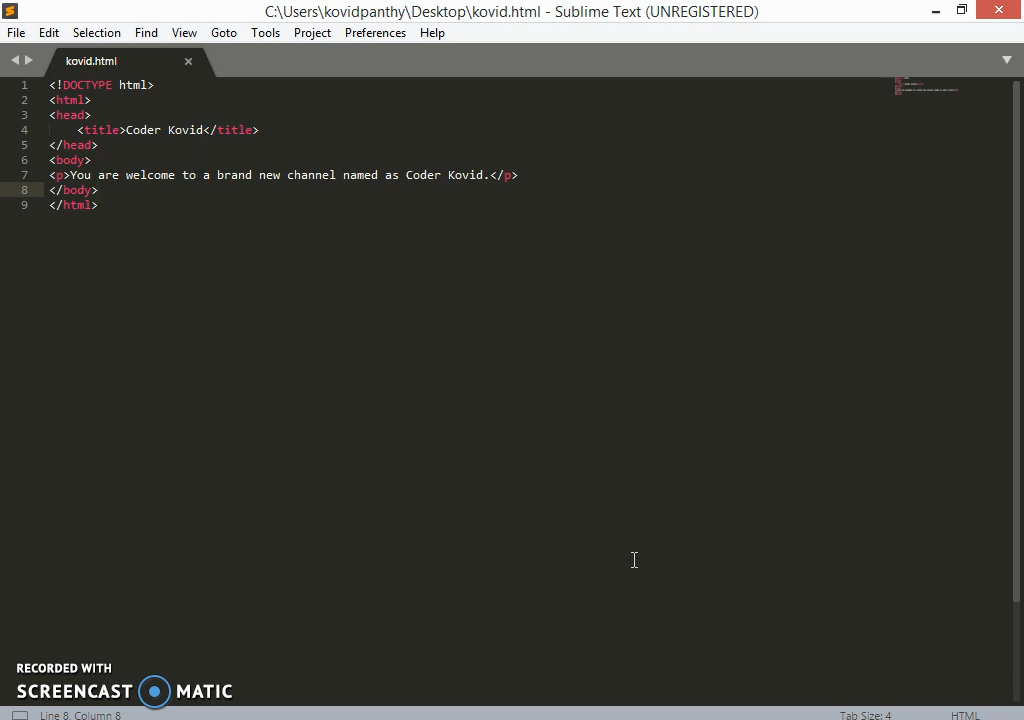 C:\Users\kovidpanthy\Desktop\kovid.html - Sublime Text (UNREGISTERED)
File Edit Selection Find View Goto Tools Project Preferences Help
kovid.html
1 <!DOCTYPE html>
2 <html>
3 <head>
4     <title>Coder Kovid</title>
5 </head>
6 <body>
7 <p>You are welcome to a brand new channel named as Coder Kovid.</p>
8 </body>
9 </html>
RECORDED WITH
SCREENCAST MATIC
Line 8, Column 8 Tab Size: 4 HTML